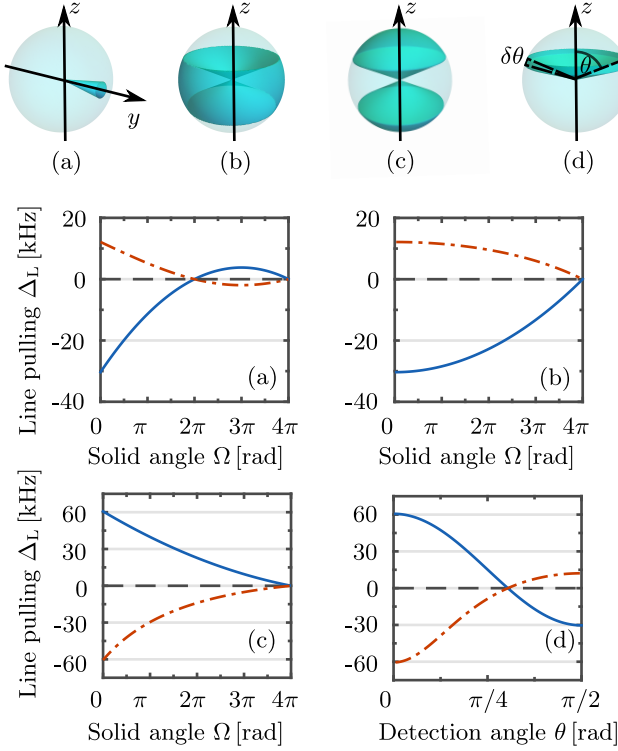 z z z z
y δθ θ
(a) (b) (c) (d)
Line pulling Δ_L [kHz]
20
0
-20
-40
(a)
0 π 2π 3π 4π
Solid angle Ω [rad]
20
0
-20
-40
(b)
0 π 2π 3π 4π
Solid angle Ω [rad]
Line pulling Δ_L [kHz]
60
30
0
-30
-60
(c)
0 π 2π 3π 4π
Solid angle Ω [rad]
60
30
0
-30
-60
(d)
0 π/4 π/2
Detection angle θ [rad]